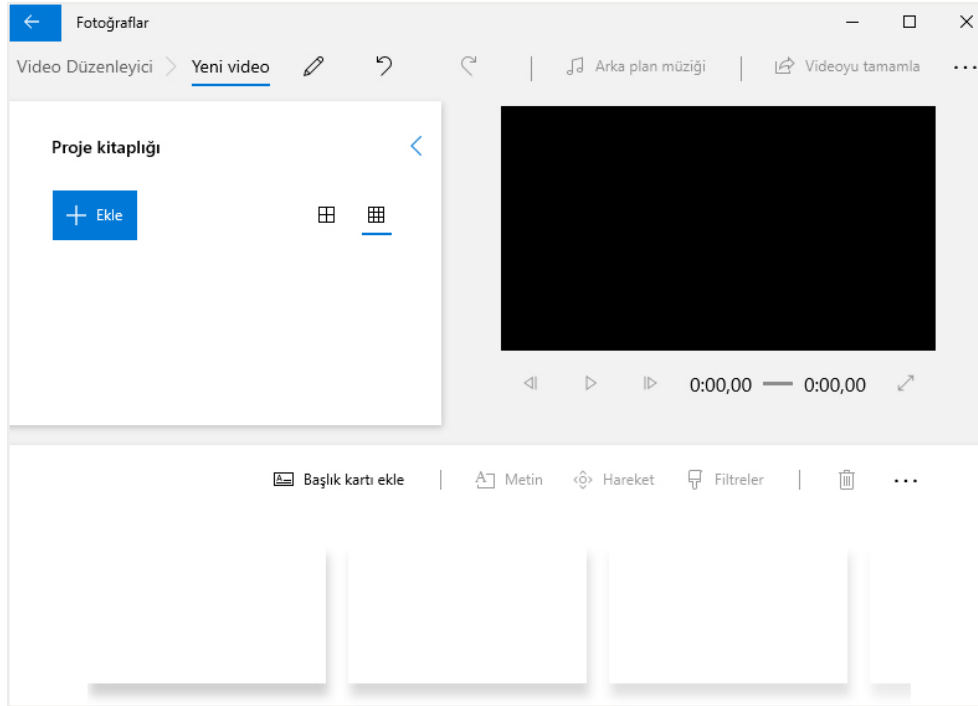 Fotoğraflar
Video Düzenleyici Yeni video Arka plan müziği Videoyu tamamla
Proje kitaplığı
Ekle
0:00,00 0:00,00
Başlık kartı ekle Metin Hareket Filtreler